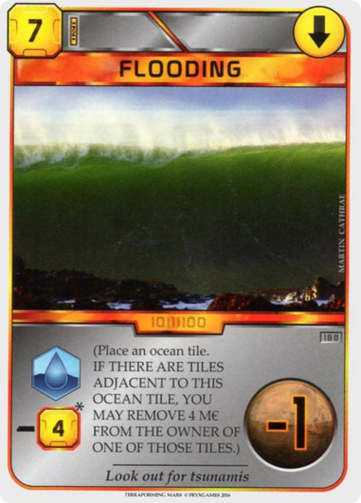 7
FLOODING
MARTIN CATHRAE
10111100
188
(Place an ocean tile.
IF THERE ARE TILES
ADJACENT TO THIS
OCEAN TILE, YOU
MAY REMOVE 4 M€
FROM THE OWNER OF
ONE OF THOSE TILES.)
- 4 *
-1
Look out for tsunamis
TERRAFORMING MARS © FRYXGAMES 2016